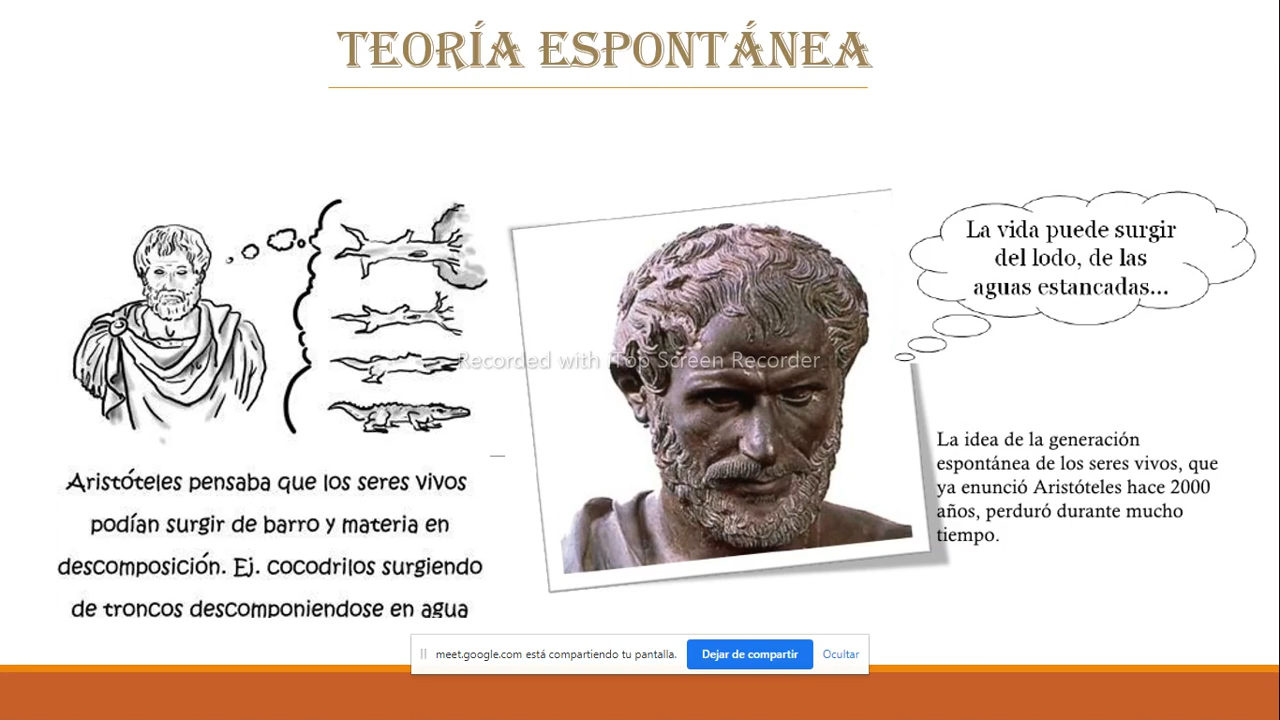 TEORÍA ESPONTÁNEA
La vida puede surgir
del lodo, de las
aguas estancadas...
Recorded with iTop Screen Recorder
La idea de la generación
espontánea de los seres vivos, que
ya enunció Aristóteles hace 2000
años, perduró durante mucho
tiempo.
Aristóteles pensaba que los seres vivos
podían surgir de barro y materia en
descomposición. Ej. cocodrilos surgiendo
de troncos descomponiendose en agua
meet.google.com está compartiendo tu pantalla.
Dejar de compartir
Ocultar